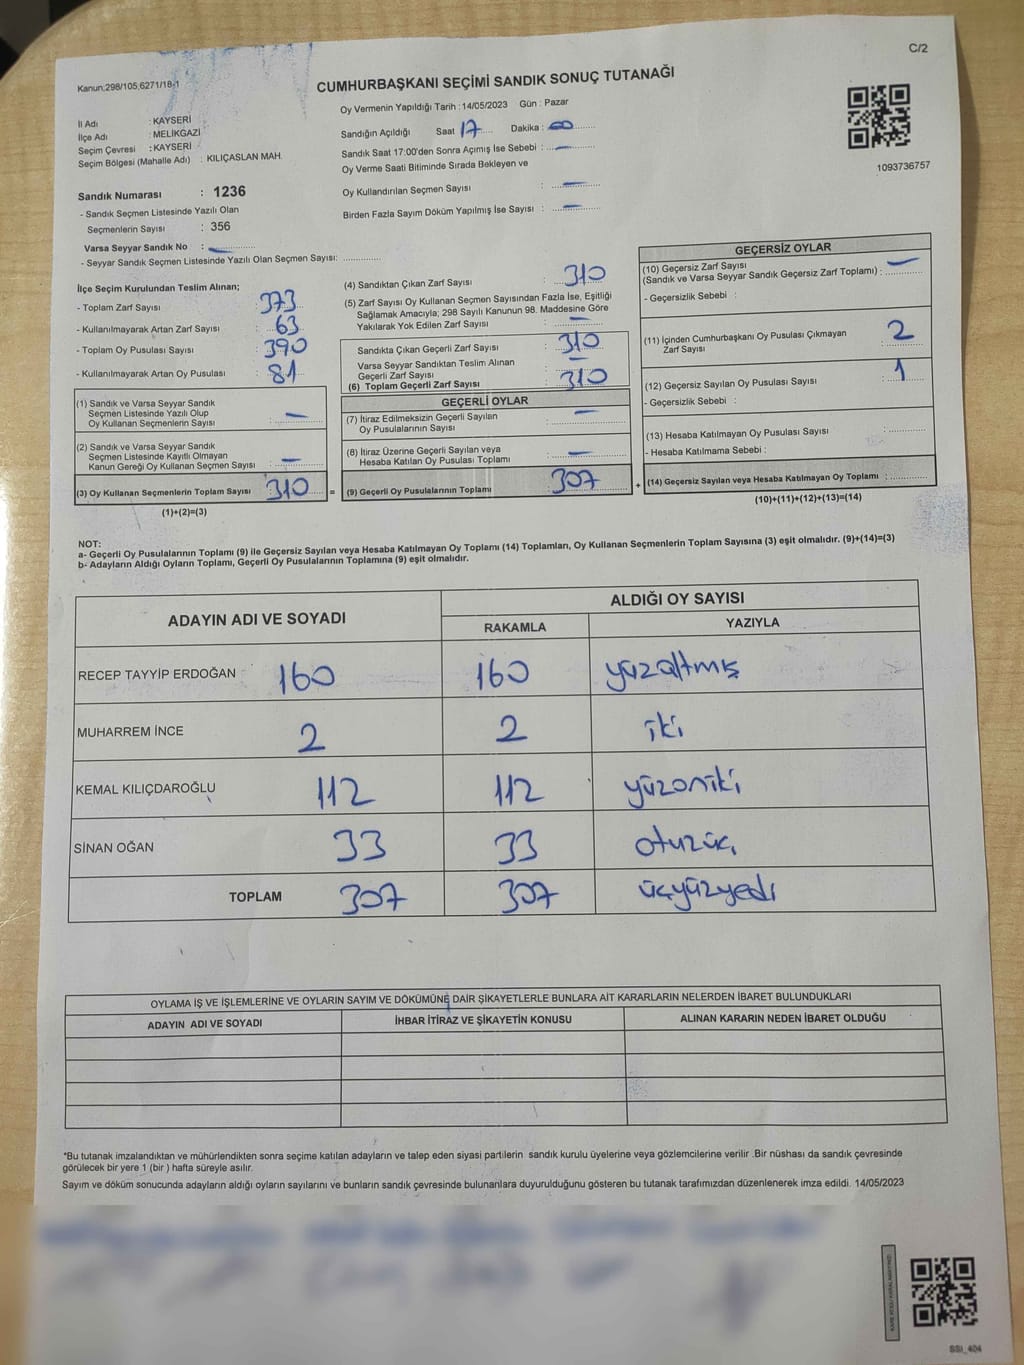 C/2
Kanun;298/105,6271/18-1
CUMHURBAŞKANI SEÇİMİ SANDIK SONUÇ TUTANAĞI
Oy Vermenin Yapıldığı Tarih : 14/05/2023 Gün : Pazar
İl Adı : KAYSERİ
İlçe Adı : MELİKGAZİ
Seçim Çevresi : KAYSERİ
Seçim Bölgesi (Mahalle Adı) : KILIÇASLAN MAH.
Sandık Numarası : 1236
- Sandık Seçmen Listesinde Yazılı Olan
Seçmenlerin Sayısı : 356
Varsa Seyyar Sandık No : —
- Seyyar Sandık Seçmen Listesinde Yazılı Olan Seçmen Sayısı: ..............
Sandığın Açıldığı Saat 17 Dakika : 00
Sandık Saat 17:00'den Sonra Açımış İse Sebebi : —
Oy Verme Saati Bitiminde Sırada Bekleyen ve
Oy Kullandırılan Seçmen Sayısı : —
Birden Fazla Sayım Döküm Yapılmış İse Sayısı : —
1093736757
İlçe Seçim Kurulundan Teslim Alınan;
- Toplam Zarf Sayısı : 373
- Kullanılmayarak Artan Zarf Sayısı : 63
- Toplam Oy Pusulası Sayısı : 390
- Kullanılmayarak Artan Oy Pusulası : 81
(1) Sandık ve Varsa Seyyar Sandık
Seçmen Listesinde Yazılı Olup
Oy Kullanan Seçmenlerin Sayısı : —
(2) Sandık ve Varsa Seyyar Sandık
Seçmen Listesinde Kayıtlı Olmayan
Kanun Gereği Oy Kullanan Seçmen Sayısı : —
(3) Oy Kullanan Seçmenlerin Toplam Sayısı 310
(1)+(2)=(3)
=
(4) Sandıktan Çıkan Zarf Sayısı : 310
(5) Zarf Sayısı Oy Kullanan Seçmen Sayısından Fazla İse, Eşitliği
Sağlamak Amacıyla; 298 Sayılı Kanunun 98. Maddesine Göre
Yakılarak Yok Edilen Zarf Sayısı : —
Sandıkta Çıkan Geçerli Zarf Sayısı : 310
Varsa Seyyar Sandıktan Teslim Alınan
Geçerli Zarf Sayısı : —
(6) Toplam Geçerli Zarf Sayısı : 310
GEÇERLİ OYLAR
(7) İtiraz Edilmeksizin Geçerli Sayılan
Oy Pusulalarının Sayısı : —
(8) İtiraz Üzerine Geçerli Sayılan veya
Hesaba Katılan Oy Pusulası Toplamı : —
(9) Geçerli Oy Pusulalarının Toplamı : 307
+
GEÇERSİZ OYLAR
(10) Geçersiz Zarf Sayısı
(Sandık ve Varsa Seyyar Sandık Geçersiz Zarf Toplamı) : —
- Geçersizlik Sebebi :
(11) İçinden Cumhurbaşkanı Oy Pusulası Çıkmayan
Zarf Sayısı : 2
(12) Geçersiz Sayılan Oy Pusulası Sayısı : 1
- Geçersizlik Sebebi :
(13) Hesaba Katılmayan Oy Pusulası Sayısı : ..............
- Hesaba Katılmama Sebebi :
(14) Geçersiz Sayılan veya Hesaba Katılmayan Oy Toplamı : ..............
(10)+(11)+(12)+(13)=(14)
NOT:
a- Geçerli Oy Pusulalarının Toplamı (9) ile Geçersiz Sayılan veya Hesaba Katılmayan Oy Toplamı (14) Toplamları, Oy Kullanan Seçmenlerin Toplam Sayısına (3) eşit olmalıdır. (9)+(14)=(3)
b- Adayların Aldığı Oyların Toplamı, Geçerli Oy Pusulalarının Toplamına (9) eşit olmalıdır.
ADAYIN ADI VE SOYADI
ALDIĞI OY SAYISI
RAKAMLA YAZIYLA
RECEP TAYYİP ERDOĞAN 160 160 yüzaltmış
MUHARREM İNCE 2 2 iki
KEMAL KILIÇDAROĞLU 112 112 yüzoniki
SİNAN OĞAN 33 33 otuzüç
TOPLAM 307 307 üçyüzyedi
OYLAMA İŞ VE İŞLEMLERİNE VE OYLARIN SAYIM VE DÖKÜMÜNE DAİR ŞİKAYETLERLE BUNLARA AİT KARARLARIN NELERDEN İBARET BULUNDUKLARI
ADAYIN ADI VE SOYADI İHBAR İTİRAZ VE ŞİKAYETİN KONUSU ALINAN KARARIN NEDEN İBARET OLDUĞU
*Bu tutanak imzalandıktan ve mühürlendikten sonra seçime katılan adayların ve talep eden siyasi partilerin sandık kurulu üyelerine veya gözlemcilerine verilir .Bir nüshası da sandık çevresinde
görülecek bir yere 1 (bir ) hafta süreyle asılır.
Sayım ve döküm sonucunda adayların aldığı oyların sayılarını ve bunların sandık çevresinde bulunanlara duyurulduğunu gösteren bu tutanak tarafımızdan düzenlenerek imza edildi. 14/05/2023
SSİ_404